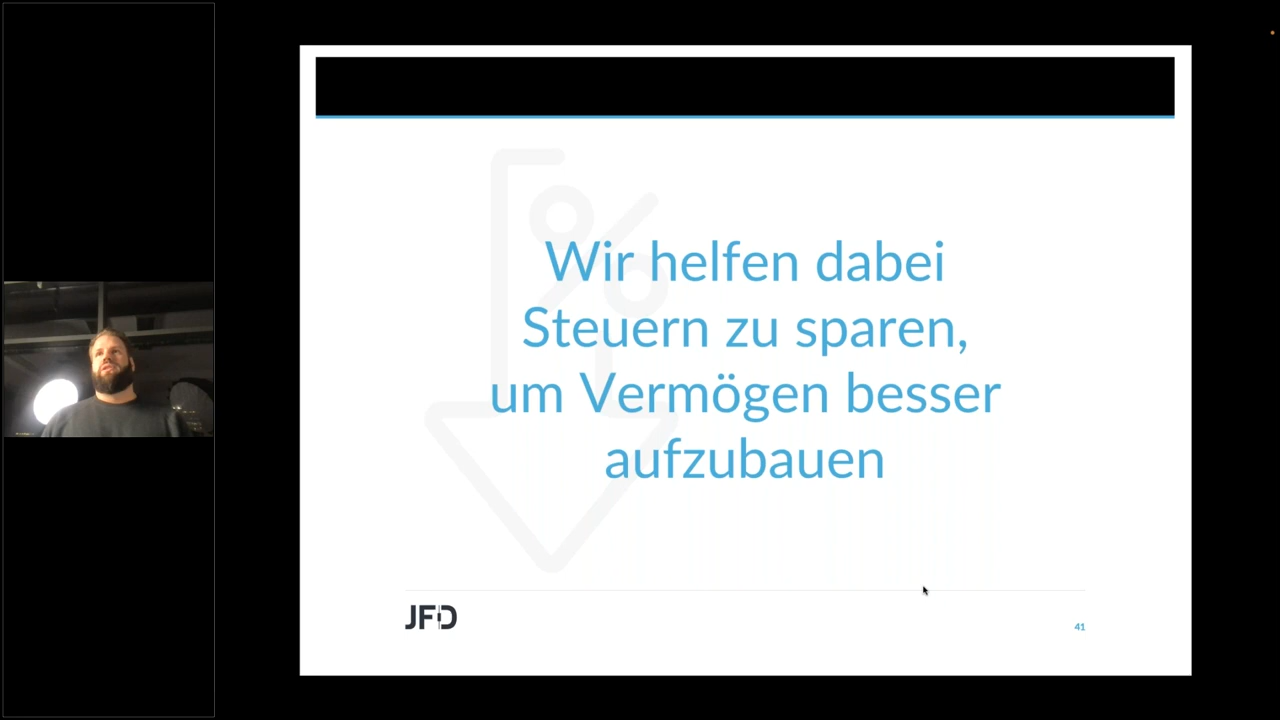 Wir helfen dabei
Steuern zu sparen,
um Vermögen besser
aufzubauen
JFD
41